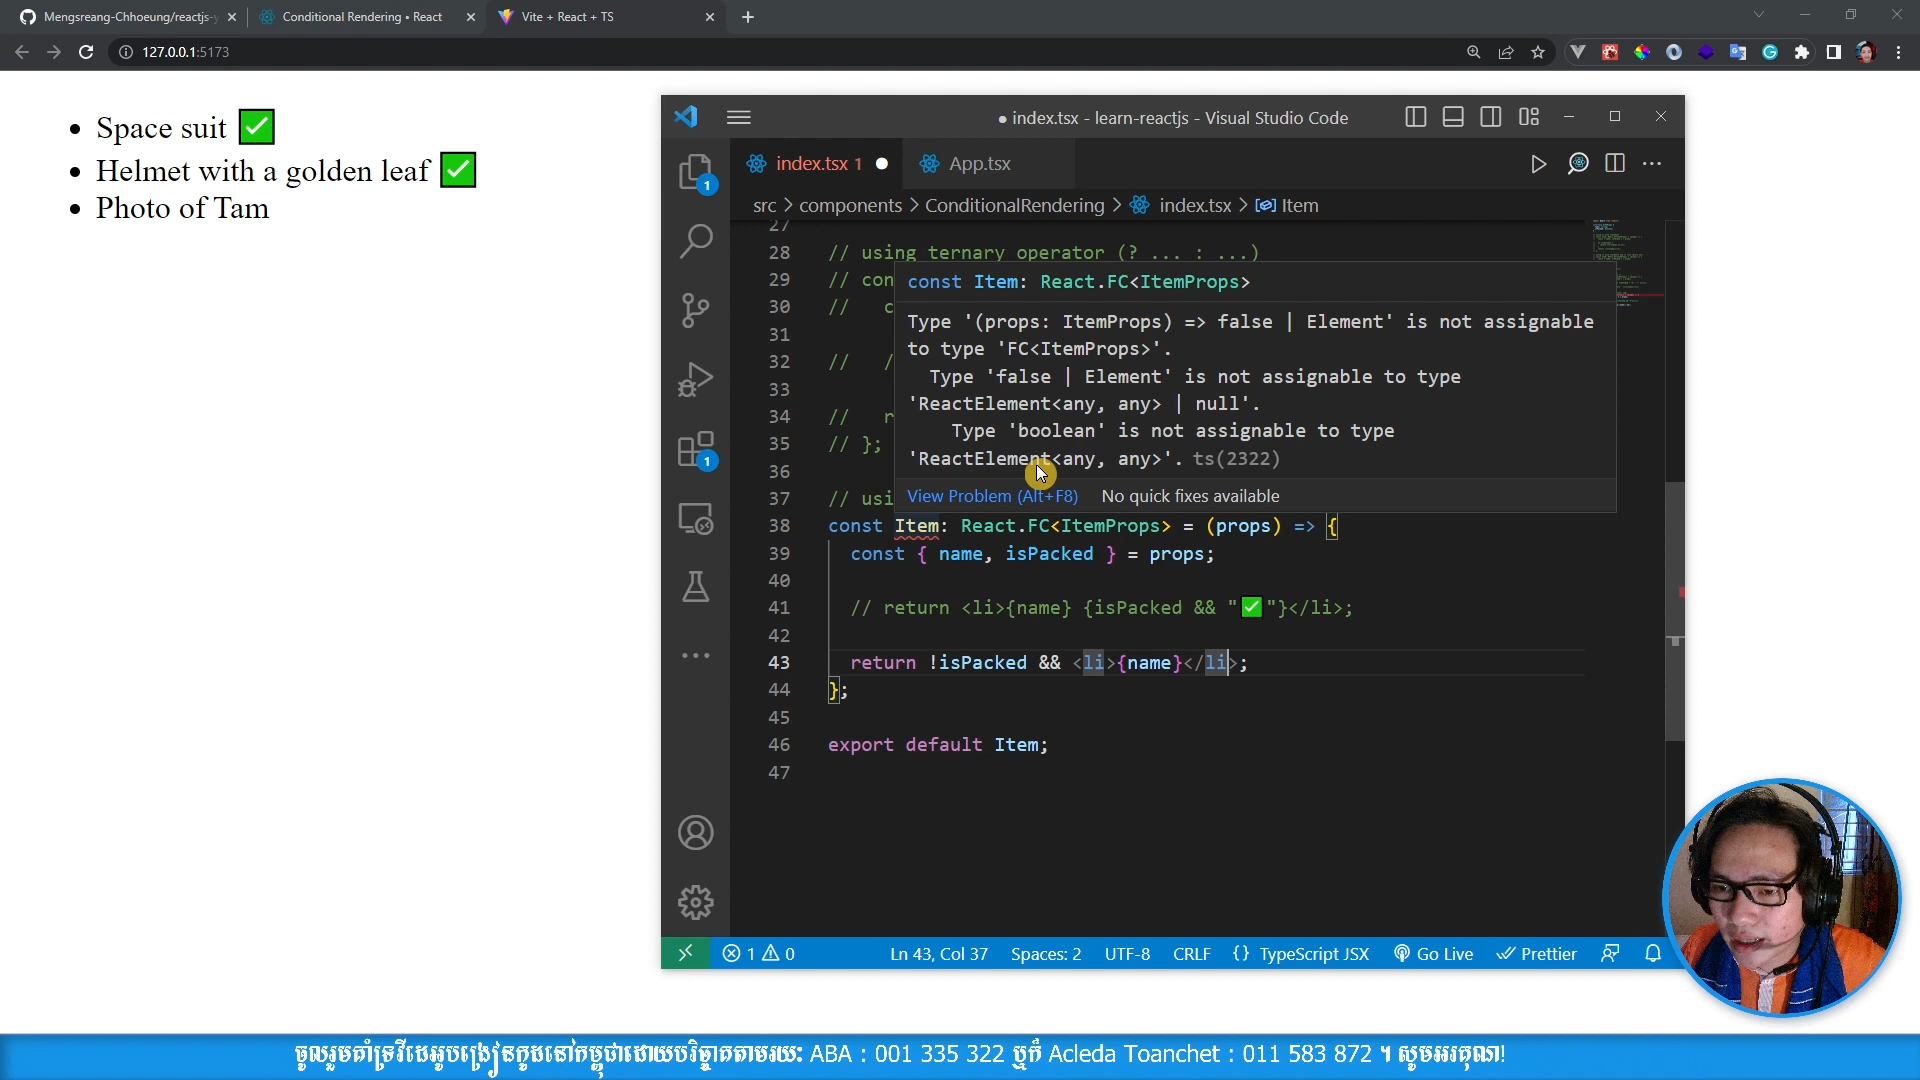 Mengsreang-Chhoeung/reactjs-y
Conditional Rendering • React
Vite + React + TS
127.0.0.1:5173
Space suit ✅
Helmet with a golden leaf ✅
Photo of Tam
● index.tsx - learn-reactjs - Visual Studio Code
index.tsx 1
App.tsx
src > components > ConditionalRendering > index.tsx > Item
27
28 // using ternary operator (? ... : ...)
29 // con
30 // c
31
32 // /
33
34 // r
35 // };
36
37 // usi
const Item: React.FC<ItemProps>
Type '(props: ItemProps) => false | Element' is not assignable
to type 'FC<ItemProps>'.
Type 'false | Element' is not assignable to type
'ReactElement<any, any> | null'.
Type 'boolean' is not assignable to type
'ReactElement<any, any>'. ts(2322)
View Problem (Alt+F8) No quick fixes available
38 const Item: React.FC<ItemProps> = (props) => {
39 const { name, isPacked } = props;
40
41 // return <li>{name} {isPacked && "✅"}</li>;
42
43 return !isPacked && <li>{name}</li>;
44 };
45
46 export default Item;
47
1
1
1 0 Ln 43, Col 37 Spaces: 2 UTF-8 CRLF {} TypeScript JSX Go Live Prettier
ចូលរួមគាំទ្រវីដេអូបង្រៀនកូដនៅកម្ពុជាដោយបរិច្ចាគតាមរយៈ ABA : 001 335 322 ឬក៏ Acleda Toanchet : 011 583 872 ។ សូមអរគុណ!